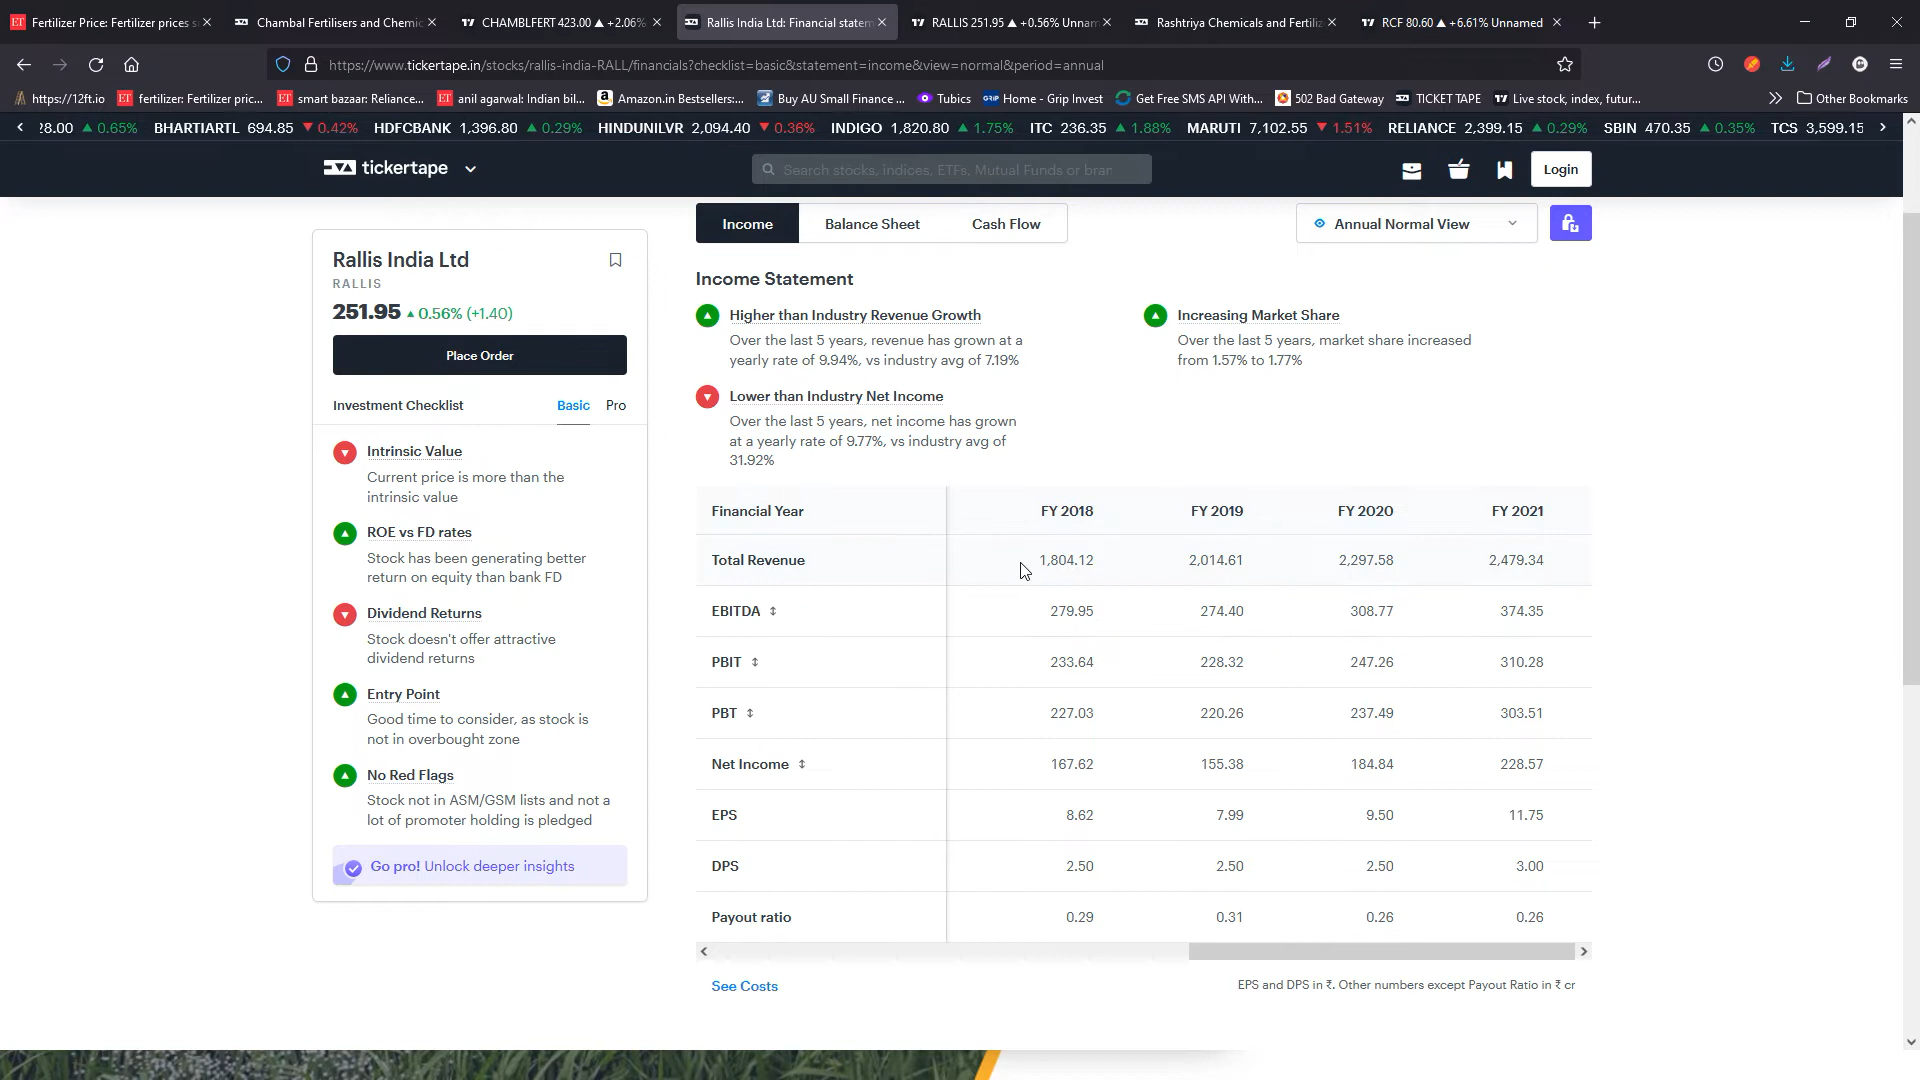 Fertilizer Price: Fertilizer prices s
Chambal Fertilisers and Chemic
CHAMBLFERT 423.00 ▲ +2.06%
Rallis India Ltd: Financial statem
RALLIS 251.95 ▲ +0.56% Unnam
Rashtriya Chemicals and Fertiliz
RCF 80.60 ▲ +6.61% Unnamed
https://www.tickertape.in/stocks/rallis-india-RALL/financials?checklist=basic&statement=income&view=normal&period=annual
https://12ft.io
ET fertilizer: Fertilizer pric...
ET smart bazaar: Reliance...
ET anil agarwal: Indian bil...
Amazon.in Bestsellers:...
Buy AU Small Finance ...
Tubics
GRIP Home - Grip Invest
Get Free SMS API With...
502 Bad Gateway
TICKET TAPE
Live stock, index, futur...
Other Bookmarks
28.00 ▲ 0.65% BHARTIARTL 694.85 ▼ 0.42% HDFCBANK 1,396.80 ▲ 0.29% HINDUNILVR 2,094.40 ▼ 0.36% INDIGO 1,820.80 ▲ 1.75% ITC 236.35 ▲ 1.88% MARUTI 7,102.55 ▼ 1.51% RELIANCE 2,399.15 ▲ 0.29% SBIN 470.35 ▲ 0.35% TCS 3,599.15
tickertape
Search stocks, indices, ETFs, Mutual Funds or bran
Login
Income Balance Sheet Cash Flow
Annual Normal View
Rallis India Ltd
RALLIS
251.95 ▲ 0.56% (+1.40)
Place Order
Investment Checklist Basic Pro
Intrinsic Value
Current price is more than the
intrinsic value
ROE vs FD rates
Stock has been generating better
return on equity than bank FD
Dividend Returns
Stock doesn't offer attractive
dividend returns
Entry Point
Good time to consider, as stock is
not in overbought zone
No Red Flags
Stock not in ASM/GSM lists and not a
lot of promoter holding is pledged
Go pro! Unlock deeper insights
Income Statement
Higher than Industry Revenue Growth
Over the last 5 years, revenue has grown at a
yearly rate of 9.94%, vs industry avg of 7.19%
Increasing Market Share
Over the last 5 years, market share increased
from 1.57% to 1.77%
Lower than Industry Net Income
Over the last 5 years, net income has grown
at a yearly rate of 9.77%, vs industry avg of
31.92%
Financial Year FY 2018 FY 2019 FY 2020 FY 2021
Total Revenue 1,804.12 2,014.61 2,297.58 2,479.34
EBITDA 279.95 274.40 308.77 374.35
PBIT 233.64 228.32 247.26 310.28
PBT 227.03 220.26 237.49 303.51
Net Income 167.62 155.38 184.84 228.57
EPS 8.62 7.99 9.50 11.75
DPS 2.50 2.50 2.50 3.00
Payout ratio 0.29 0.31 0.26 0.26
See Costs
EPS and DPS in ₹. Other numbers except Payout Ratio in ₹ cr